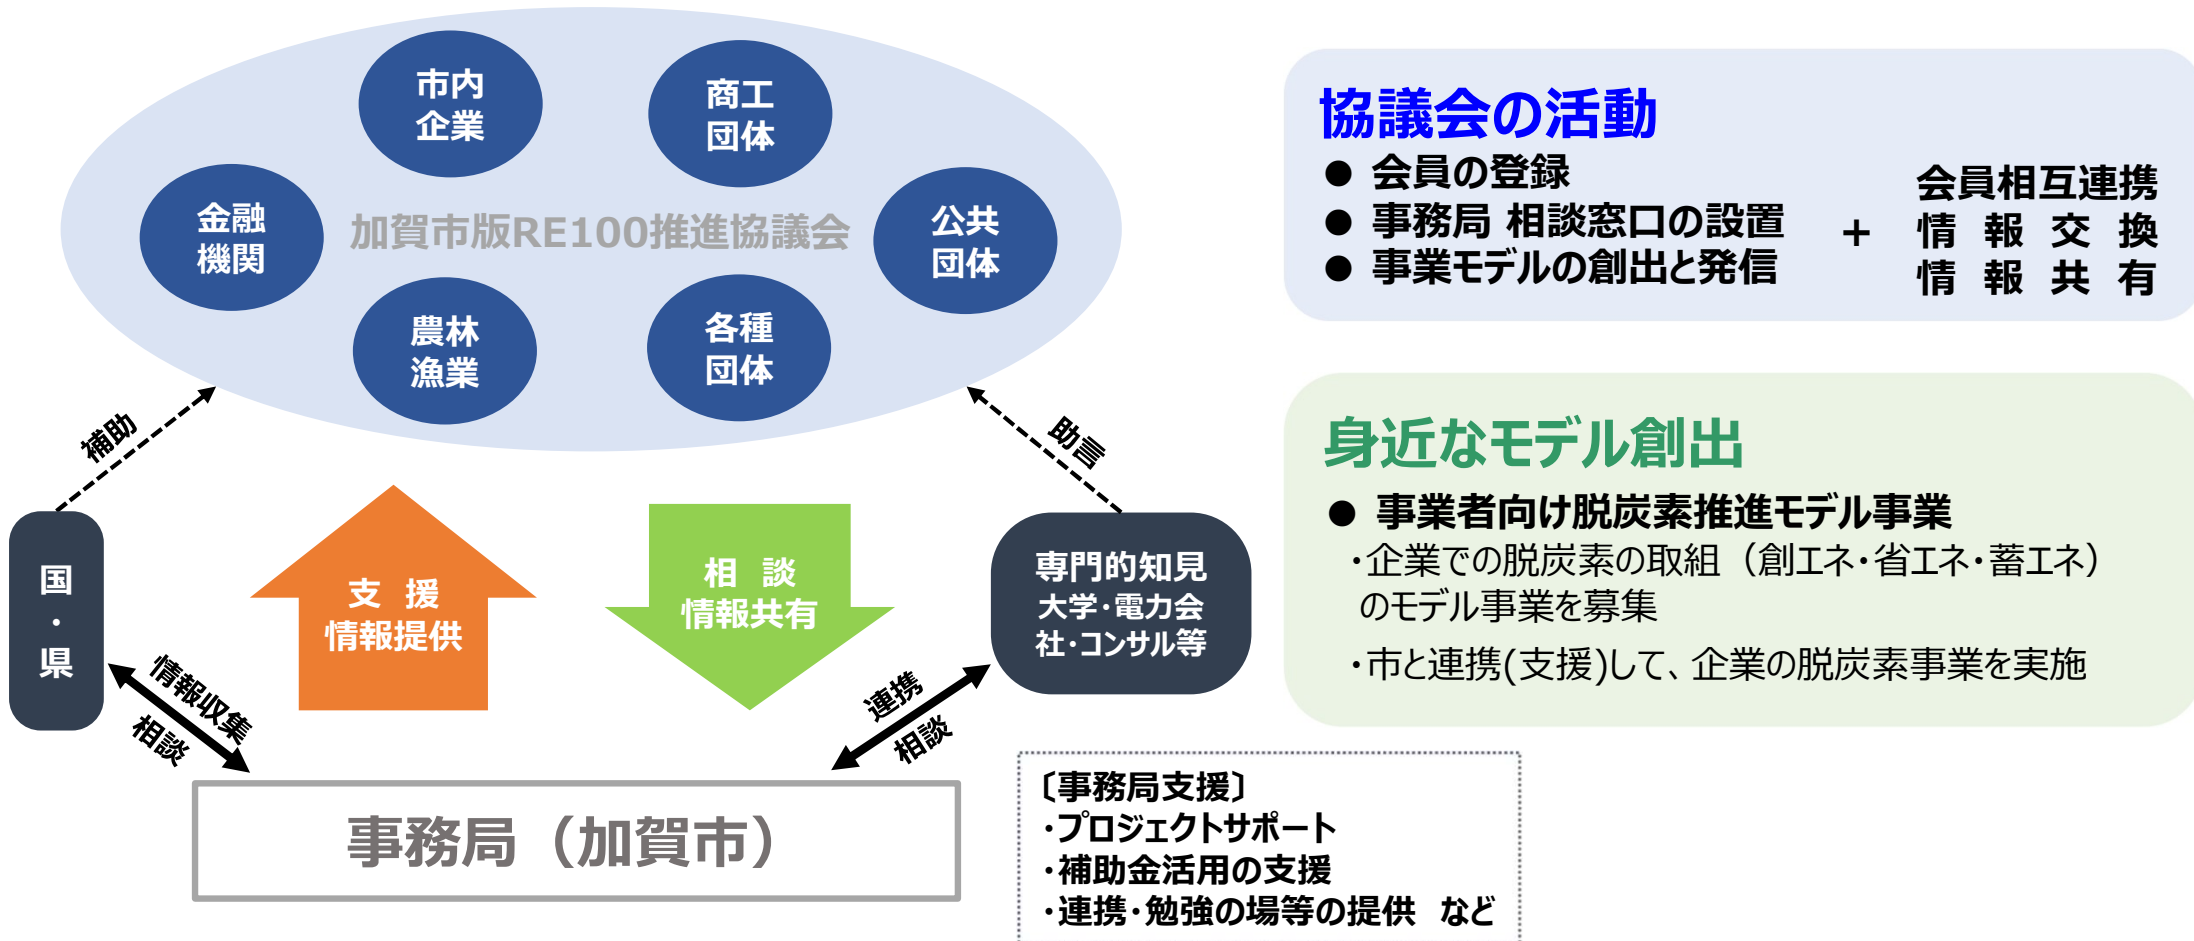 市内
企業
商工
団体
金融
機関
加賀市版RE100推進協議会
公共
団体
農林
漁業
各種
団体
補助
助言
国・県
支 援
情報提供
相 談
情報共有
専門的知見
大学・電力会
社・コンサル等
情報収集
相談
連携
相談
事務局（加賀市）
協議会の活動
● 会員の登録
● 事務局 相談窓口の設置
● 事業モデルの創出と発信
+
会員相互連携
情 報 交 換
情 報 共 有
身近なモデル創出
● 事業者向け脱炭素推進モデル事業
・企業での脱炭素の取組（創エネ・省エネ・蓄エネ）
のモデル事業を募集
・市と連携(支援)して、企業の脱炭素事業を実施
〔事務局支援〕
・プロジェクトサポート
・補助金活用の支援
・連携・勉強の場等の提供 など